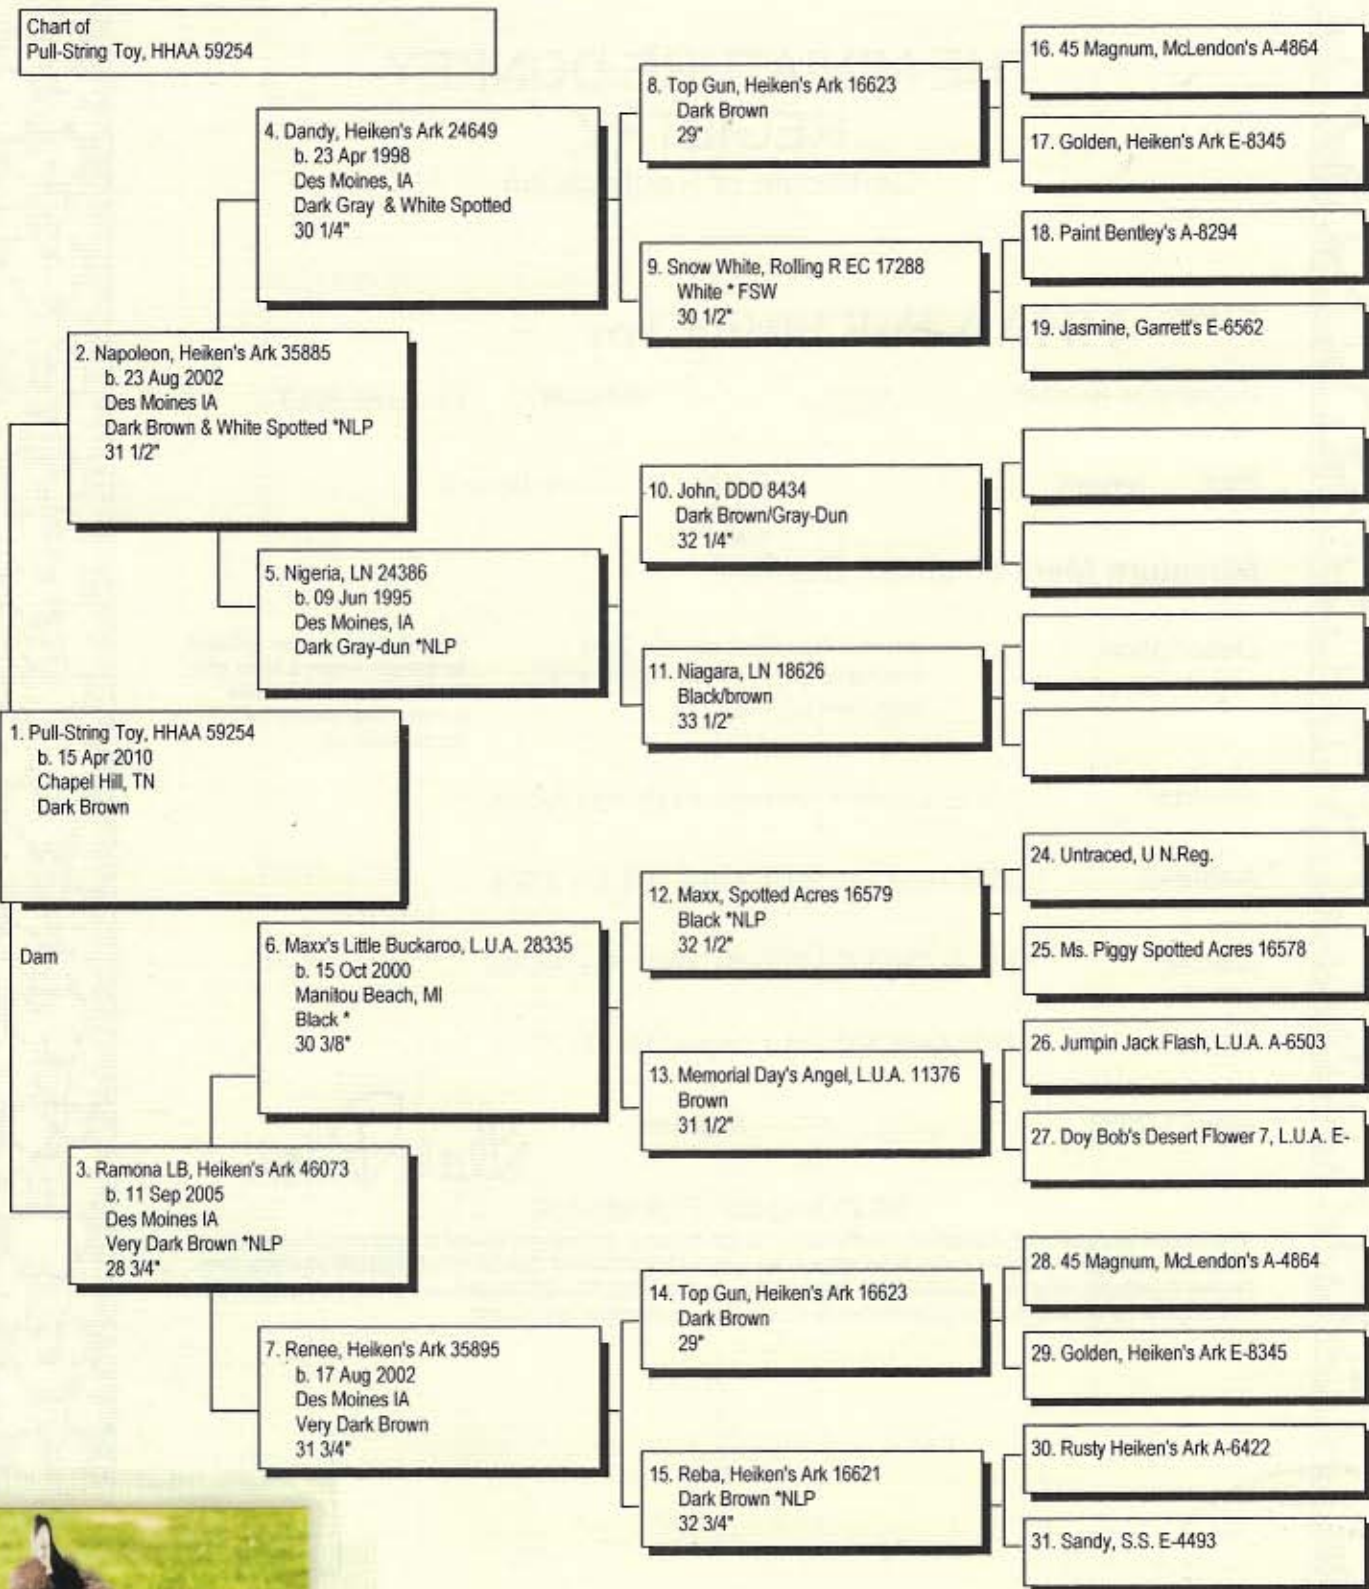 Chart of
Pull-String Toy, HHAA 59254
1. Pull-String Toy, HHAA 59254
b. 15 Apr 2010
Chapel Hill, TN
Dark Brown
Dam
2. Napoleon, Heiken's Ark 35885
b. 23 Aug 2002
Des Moines IA
Dark Brown & White Spotted *NLP
31 1/2"
3. Ramona LB, Heiken's Ark 46073
b. 11 Sep 2005
Des Moines IA
Very Dark Brown *NLP
28 3/4"
4. Dandy, Heiken's Ark 24649
b. 23 Apr 1998
Des Moines, IA
Dark Gray & White Spotted
30 1/4"
5. Nigeria, LN 24386
b. 09 Jun 1995
Des Moines, IA
Dark Gray-dun *NLP
6. Maxx's Little Buckaroo, L.U.A. 28335
b. 15 Oct 2000
Manitou Beach, MI
Black *
30 3/8"
7. Renee, Heiken's Ark 35895
b. 17 Aug 2002
Des Moines IA
Very Dark Brown
31 3/4"
8. Top Gun, Heiken's Ark 16623
Dark Brown
29"
9. Snow White, Rolling R EC 17288
White * FSW
30 1/2"
10. John, DDD 8434
Dark Brown/Gray-Dun
32 1/4"
11. Niagara, LN 18626
Black/brown
33 1/2"
12. Maxx, Spotted Acres 16579
Black *NLP
32 1/2"
13. Memorial Day's Angel, L.U.A. 11376
Brown
31 1/2"
14. Top Gun, Heiken's Ark 16623
Dark Brown
29"
15. Reba, Heiken's Ark 16621
Dark Brown *NLP
32 3/4"
16. 45 Magnum, McLendon's A-4864
17. Golden, Heiken's Ark E-8345
18. Paint Bentley's A-8294
19. Jasmine, Garrett's E-6562
24. Untraced, U N.Reg.
25. Ms. Piggy Spotted Acres 16578
26. Jumpin Jack Flash, L.U.A. A-6503
27. Doy Bob's Desert Flower 7, L.U.A. E-
28. 45 Magnum, McLendon's A-4864
29. Golden, Heiken's Ark E-8345
30. Rusty Heiken's Ark A-6422
31. Sandy, S.S. E-4493